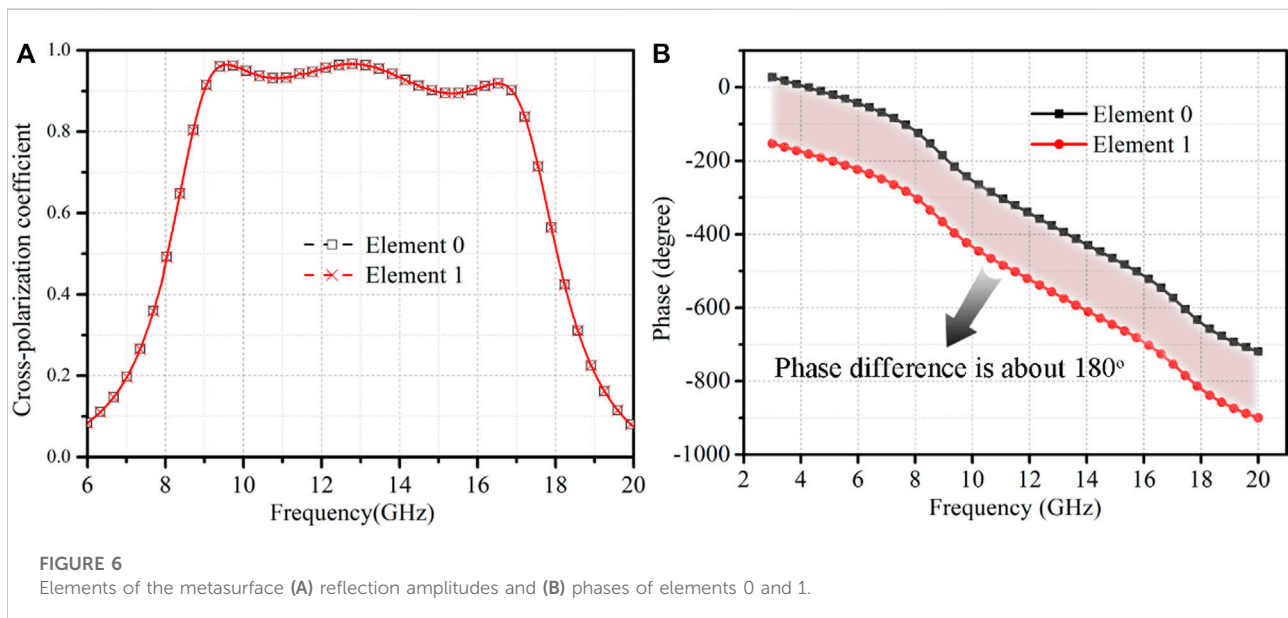 A
1.0
0.8
0.6
0.4
0.2
0.0
Cross-polarization coefficient
Element 0
Element 1
6 8 10 12 14 16 18 20
Frequency(GHz)
B
0
-200
-400
-600
-800
-1000
Phase (degree)
Element 0
Element 1
Phase difference is about 180º
2 4 6 8 10 12 14 16 18 20
Frequency (GHz)
FIGURE 6
Elements of the metasurface (A) reflection amplitudes and (B) phases of elements 0 and 1.